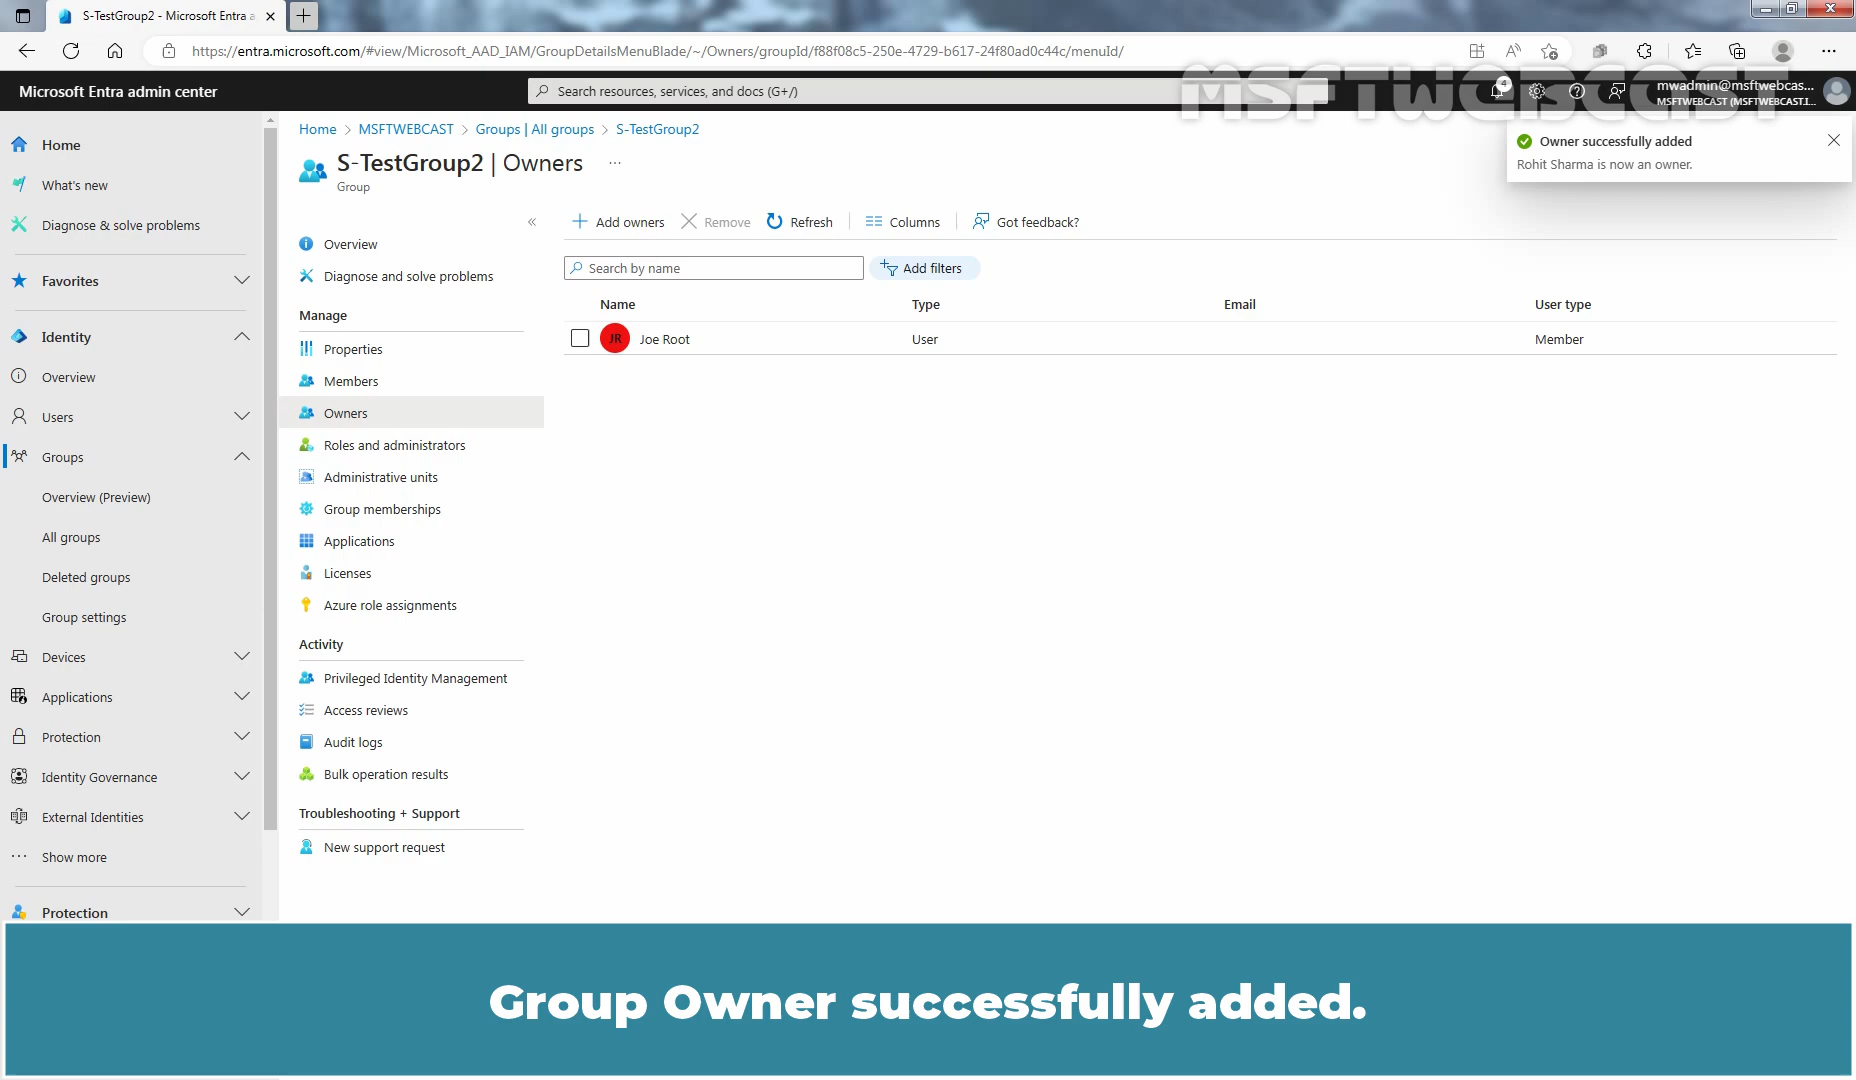 S-TestGroup2 - Microsoft Entra a
https://entra.microsoft.com/#view/Microsoft_AAD_IAM/GroupDetailsMenuBlade/~/Owners/groupId/f88f08c5-250e-4729-b617-24f80ad0c44c/menuId/
Microsoft Entra admin center
Search resources, services, and docs (G+/)
MSFTWEBCAST
4
mwadmin@msftwebcas...
MSFTWEBCAST (MSFTWEBCAST.I...
Home
What's new
Diagnose & solve problems
Favorites
Identity
Overview
Users
Groups
Overview (Preview)
All groups
Deleted groups
Group settings
Devices
Applications
Protection
Identity Governance
External Identities
Show more
Protection
Home > MSFTWEBCAST > Groups | All groups > S-TestGroup2
S-TestGroup2 | Owners ...
Group
Owner successfully added
Rohit Sharma is now an owner.
Overview
Diagnose and solve problems
Manage
Properties
Members
Owners
Roles and administrators
Administrative units
Group memberships
Applications
Licenses
Azure role assignments
Activity
Privileged Identity Management
Access reviews
Audit logs
Bulk operation results
Troubleshooting + Support
New support request
Add owners Remove Refresh Columns Got feedback?
Search by name Add filters
Name Type Email User type
JR Joe Root User Member
Group Owner successfully added.